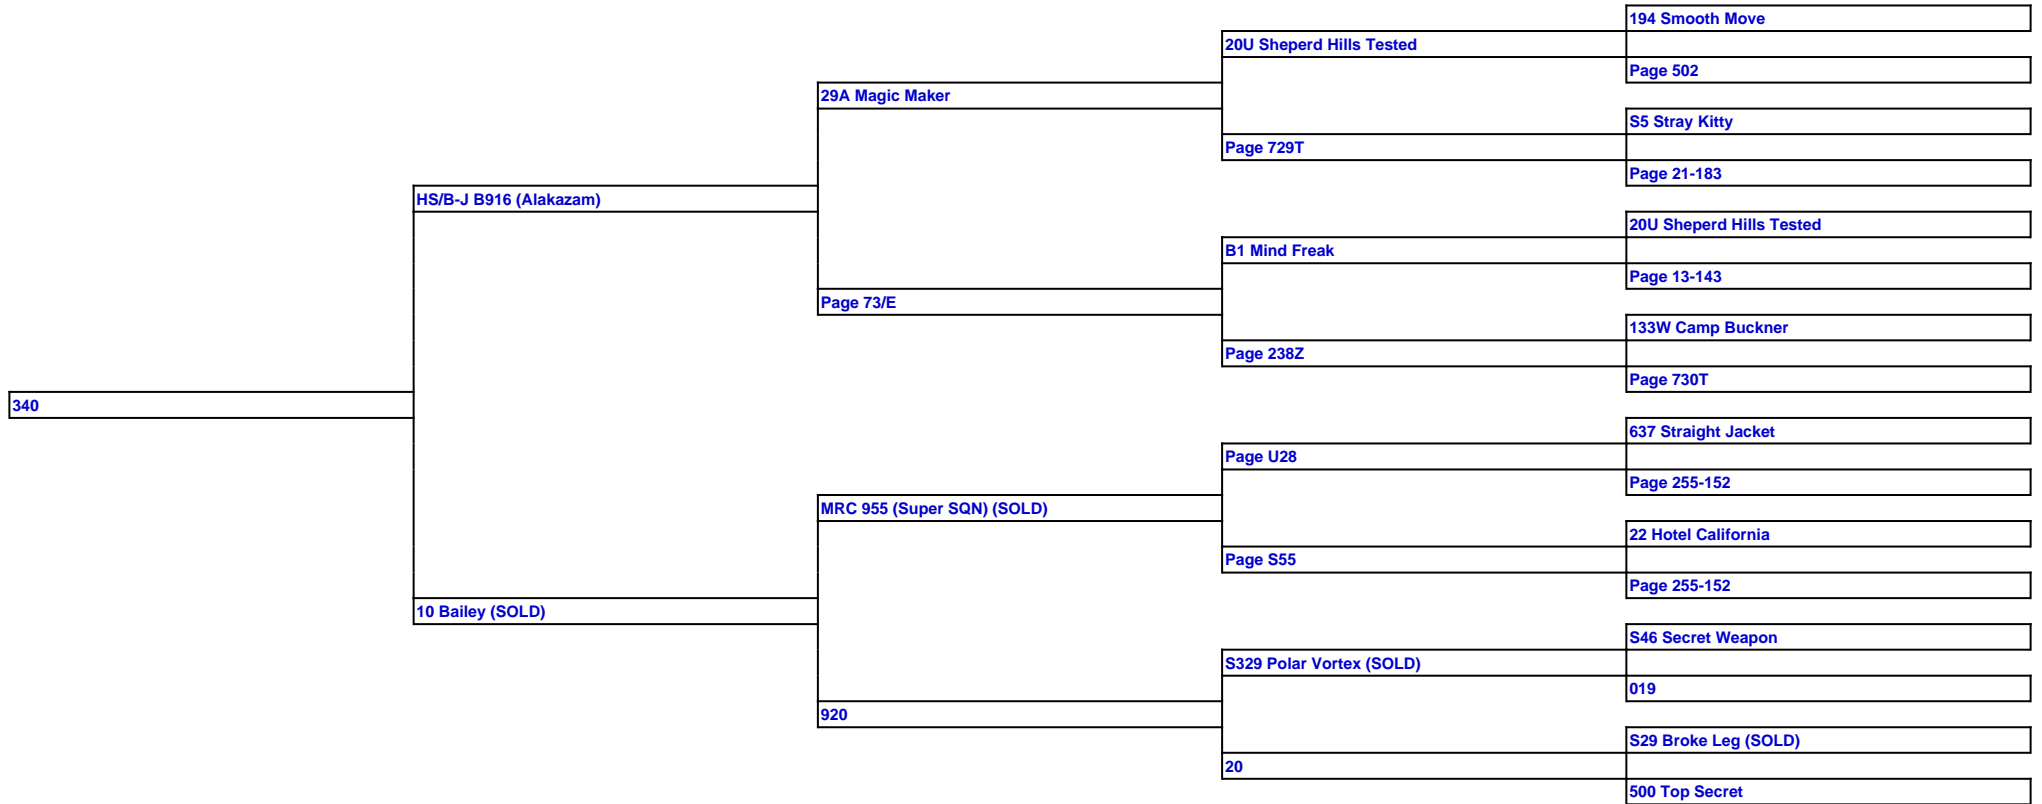 194 Smooth Move
20U Sheperd Hills Tested
Page 502
29A Magic Maker
S5 Stray Kitty
Page 729T
Page 21-183
HS/B-J B916 (Alakazam)
20U Sheperd Hills Tested
B1 Mind Freak
Page 13-143
Page 73/E
133W Camp Buckner
Page 238Z
Page 730T
340
637 Straight Jacket
Page U28
Page 255-152
MRC 955 (Super SQN) (SOLD)
22 Hotel California
Page S55
Page 255-152
10 Bailey (SOLD)
S46 Secret Weapon
S329 Polar Vortex (SOLD)
019
920
S29 Broke Leg (SOLD)
20
500 Top Secret